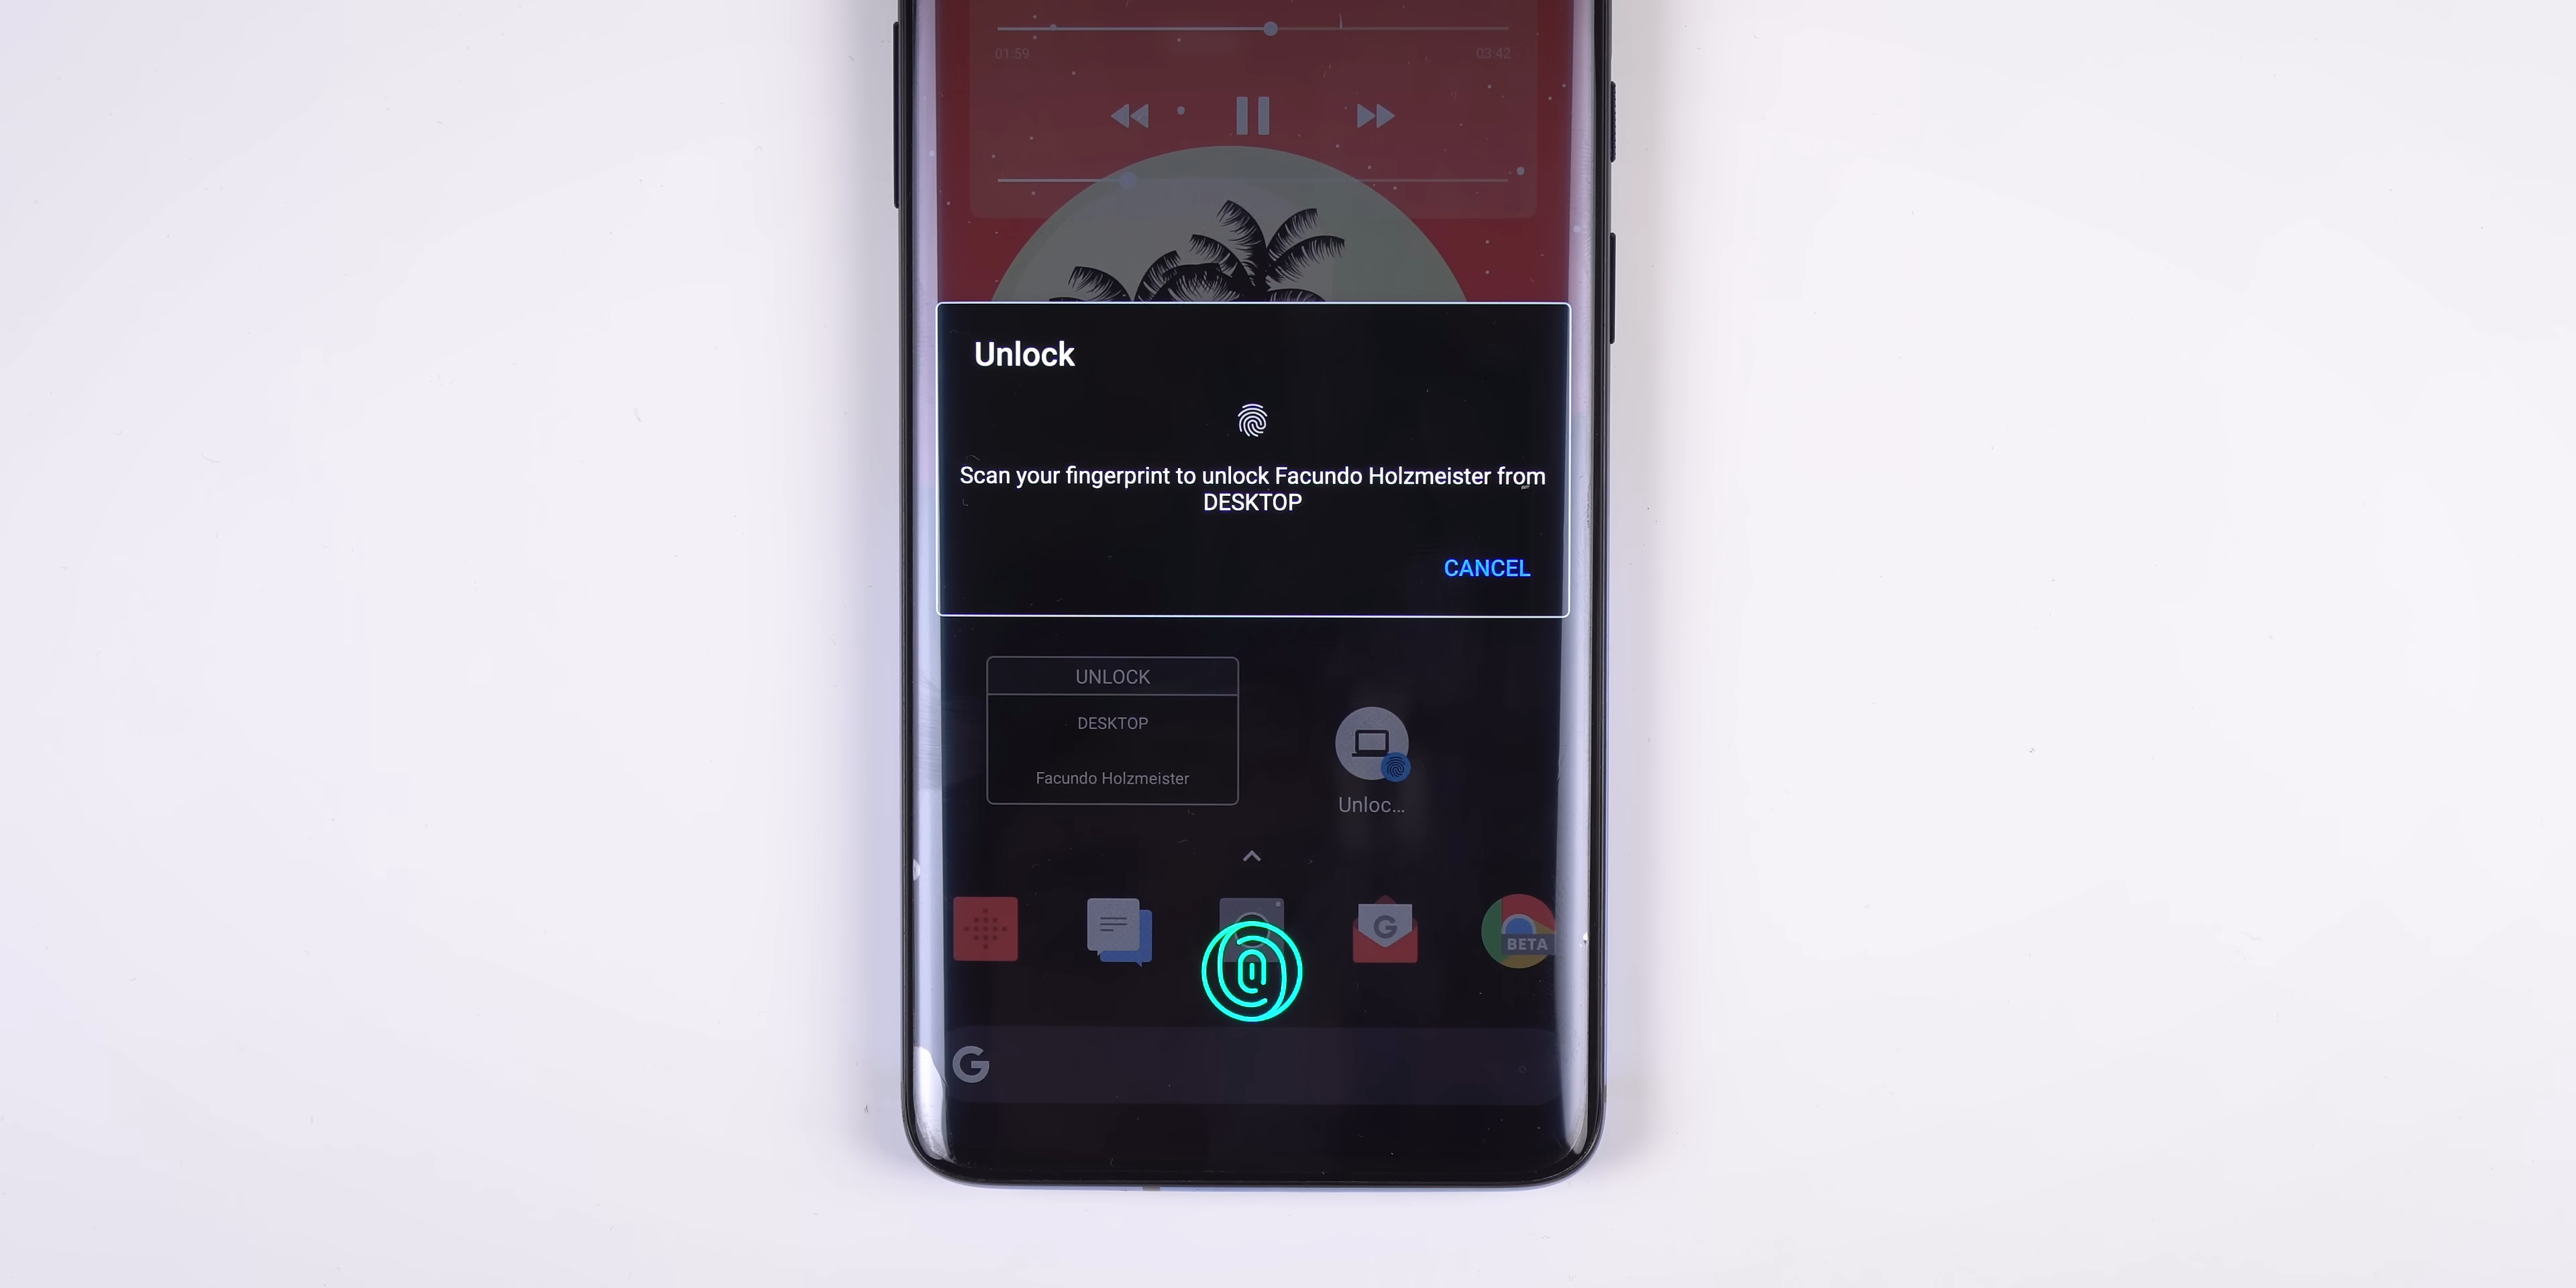 01:59 03:42
Unlock
Scan your fingerprint to unlock Facundo Holzmeister from
DESKTOP
CANCEL
UNLOCK
DESKTOP
Facundo Holzmeister
Unloc...
G
BETA
G